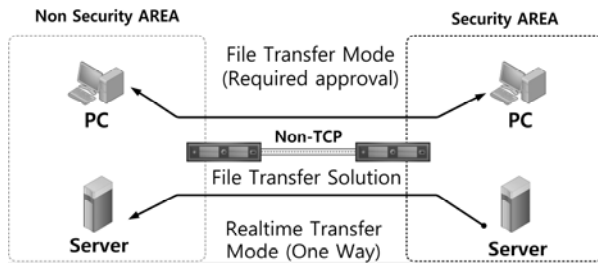 Non Security AREA
Security AREA
File Transfer Mode
(Required approval)
PC
PC
Non-TCP
File Transfer Solution
Server
Realtime Transfer
Mode (One Way)
Server